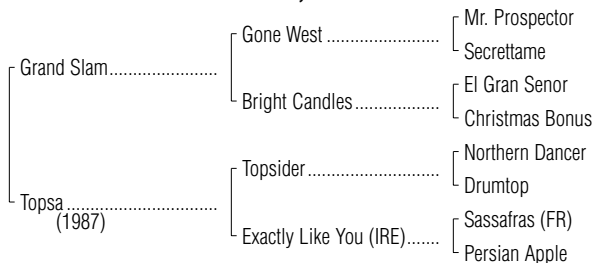 Mr. Prospector
Gone West ........................
Secrettame
Grand Slam.......................
El Gran Senor
Bright Candles..................
Christmas Bonus
Northern Dancer
Topsider ............................
Drumtop
Topsa ................................
(1987)
Sassafras (FR)
Exactly Like You (IRE).......
Persian Apple